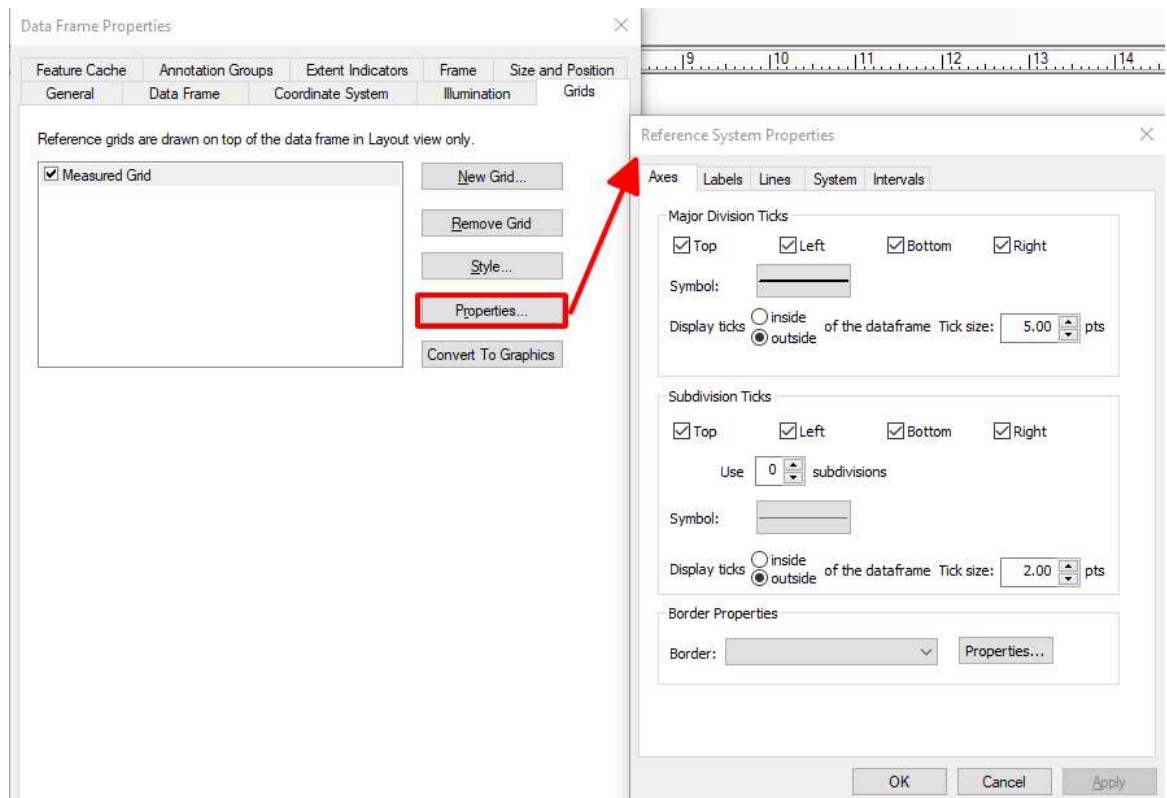 Data Frame Properties
Feature Cache Annotation Groups Extent Indicators Frame Size and Position
General Data Frame Coordinate System Illumination Grids
Reference grids are drawn on top of the data frame in Layout view only.
Measured Grid
New Grid...
Remove Grid
Style...
Properties...
Convert To Graphics
9 10 11 12 13 14
Reference System Properties
Axes Labels Lines System Intervals
Major Division Ticks
Top Left Bottom Right
Symbol:
Display ticks inside outside of the dataframe Tick size: 5.00 pts
Subdivision Ticks
Top Left Bottom Right
Use 0 subdivisions
Symbol:
Display ticks inside outside of the dataframe Tick size: 2.00 pts
Border Properties
Border: Properties...
OK Cancel Apply